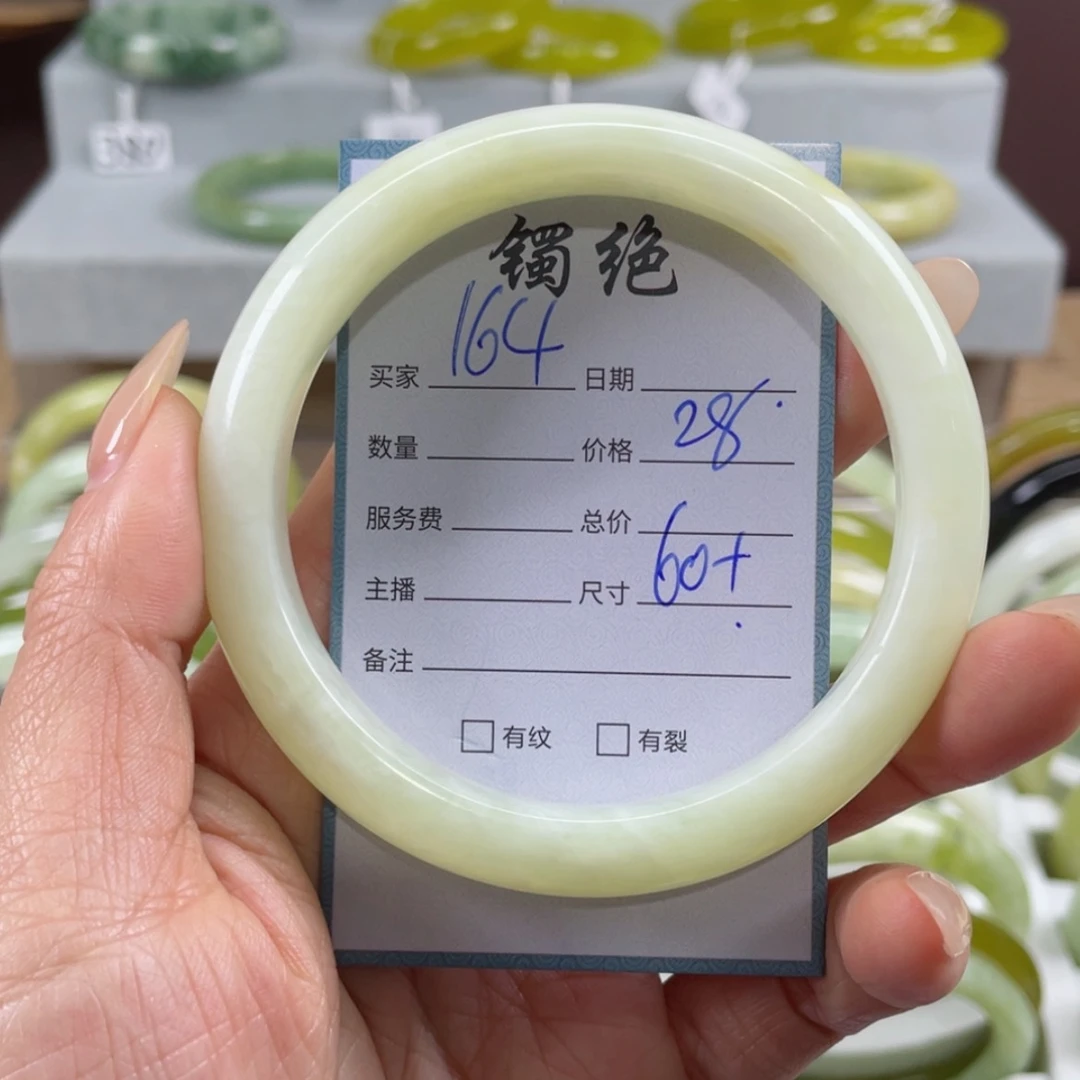 镯绝
买家 164 日期
数量 价格 28
服务费 总价
主播 尺寸 60+
备注
有纹 有裂